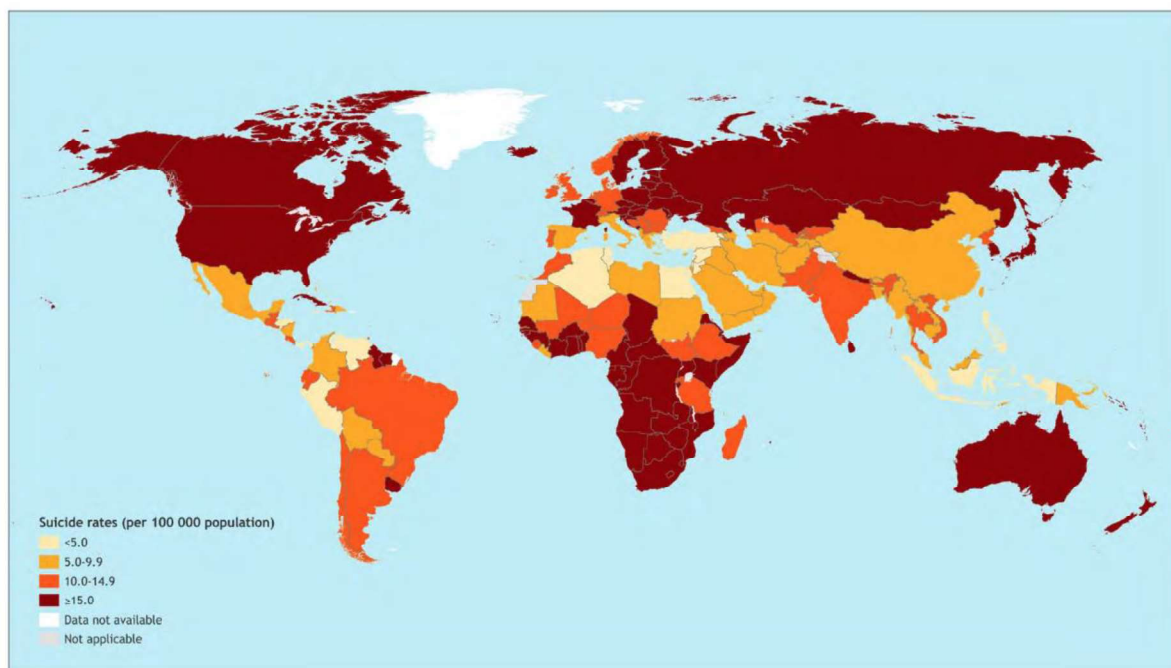 Suicide rates (per 100 000 population)
<5.0
5.0-9.9
10.0-14.9
≥15.0
Data not available
Not applicable